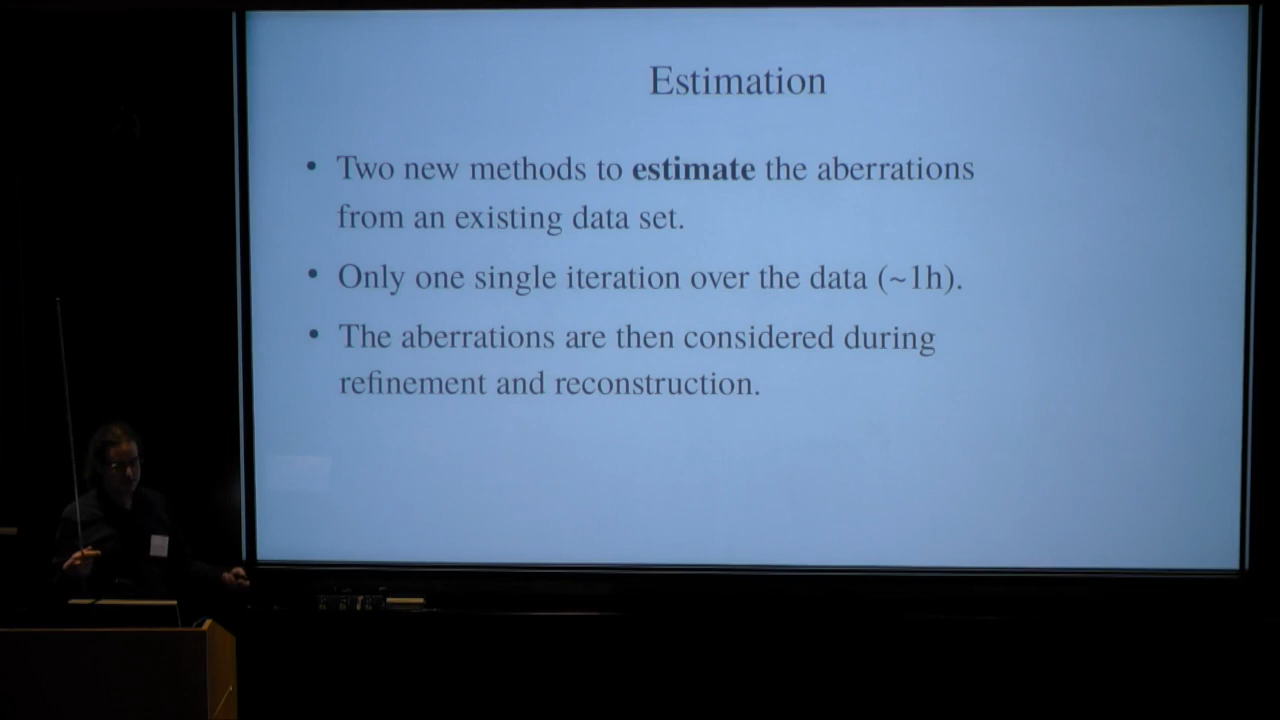 Estimation
• Two new methods to estimate the aberrations
from an existing data set.
• Only one single iteration over the data (~1h).
• The aberrations are then considered during
refinement and reconstruction.